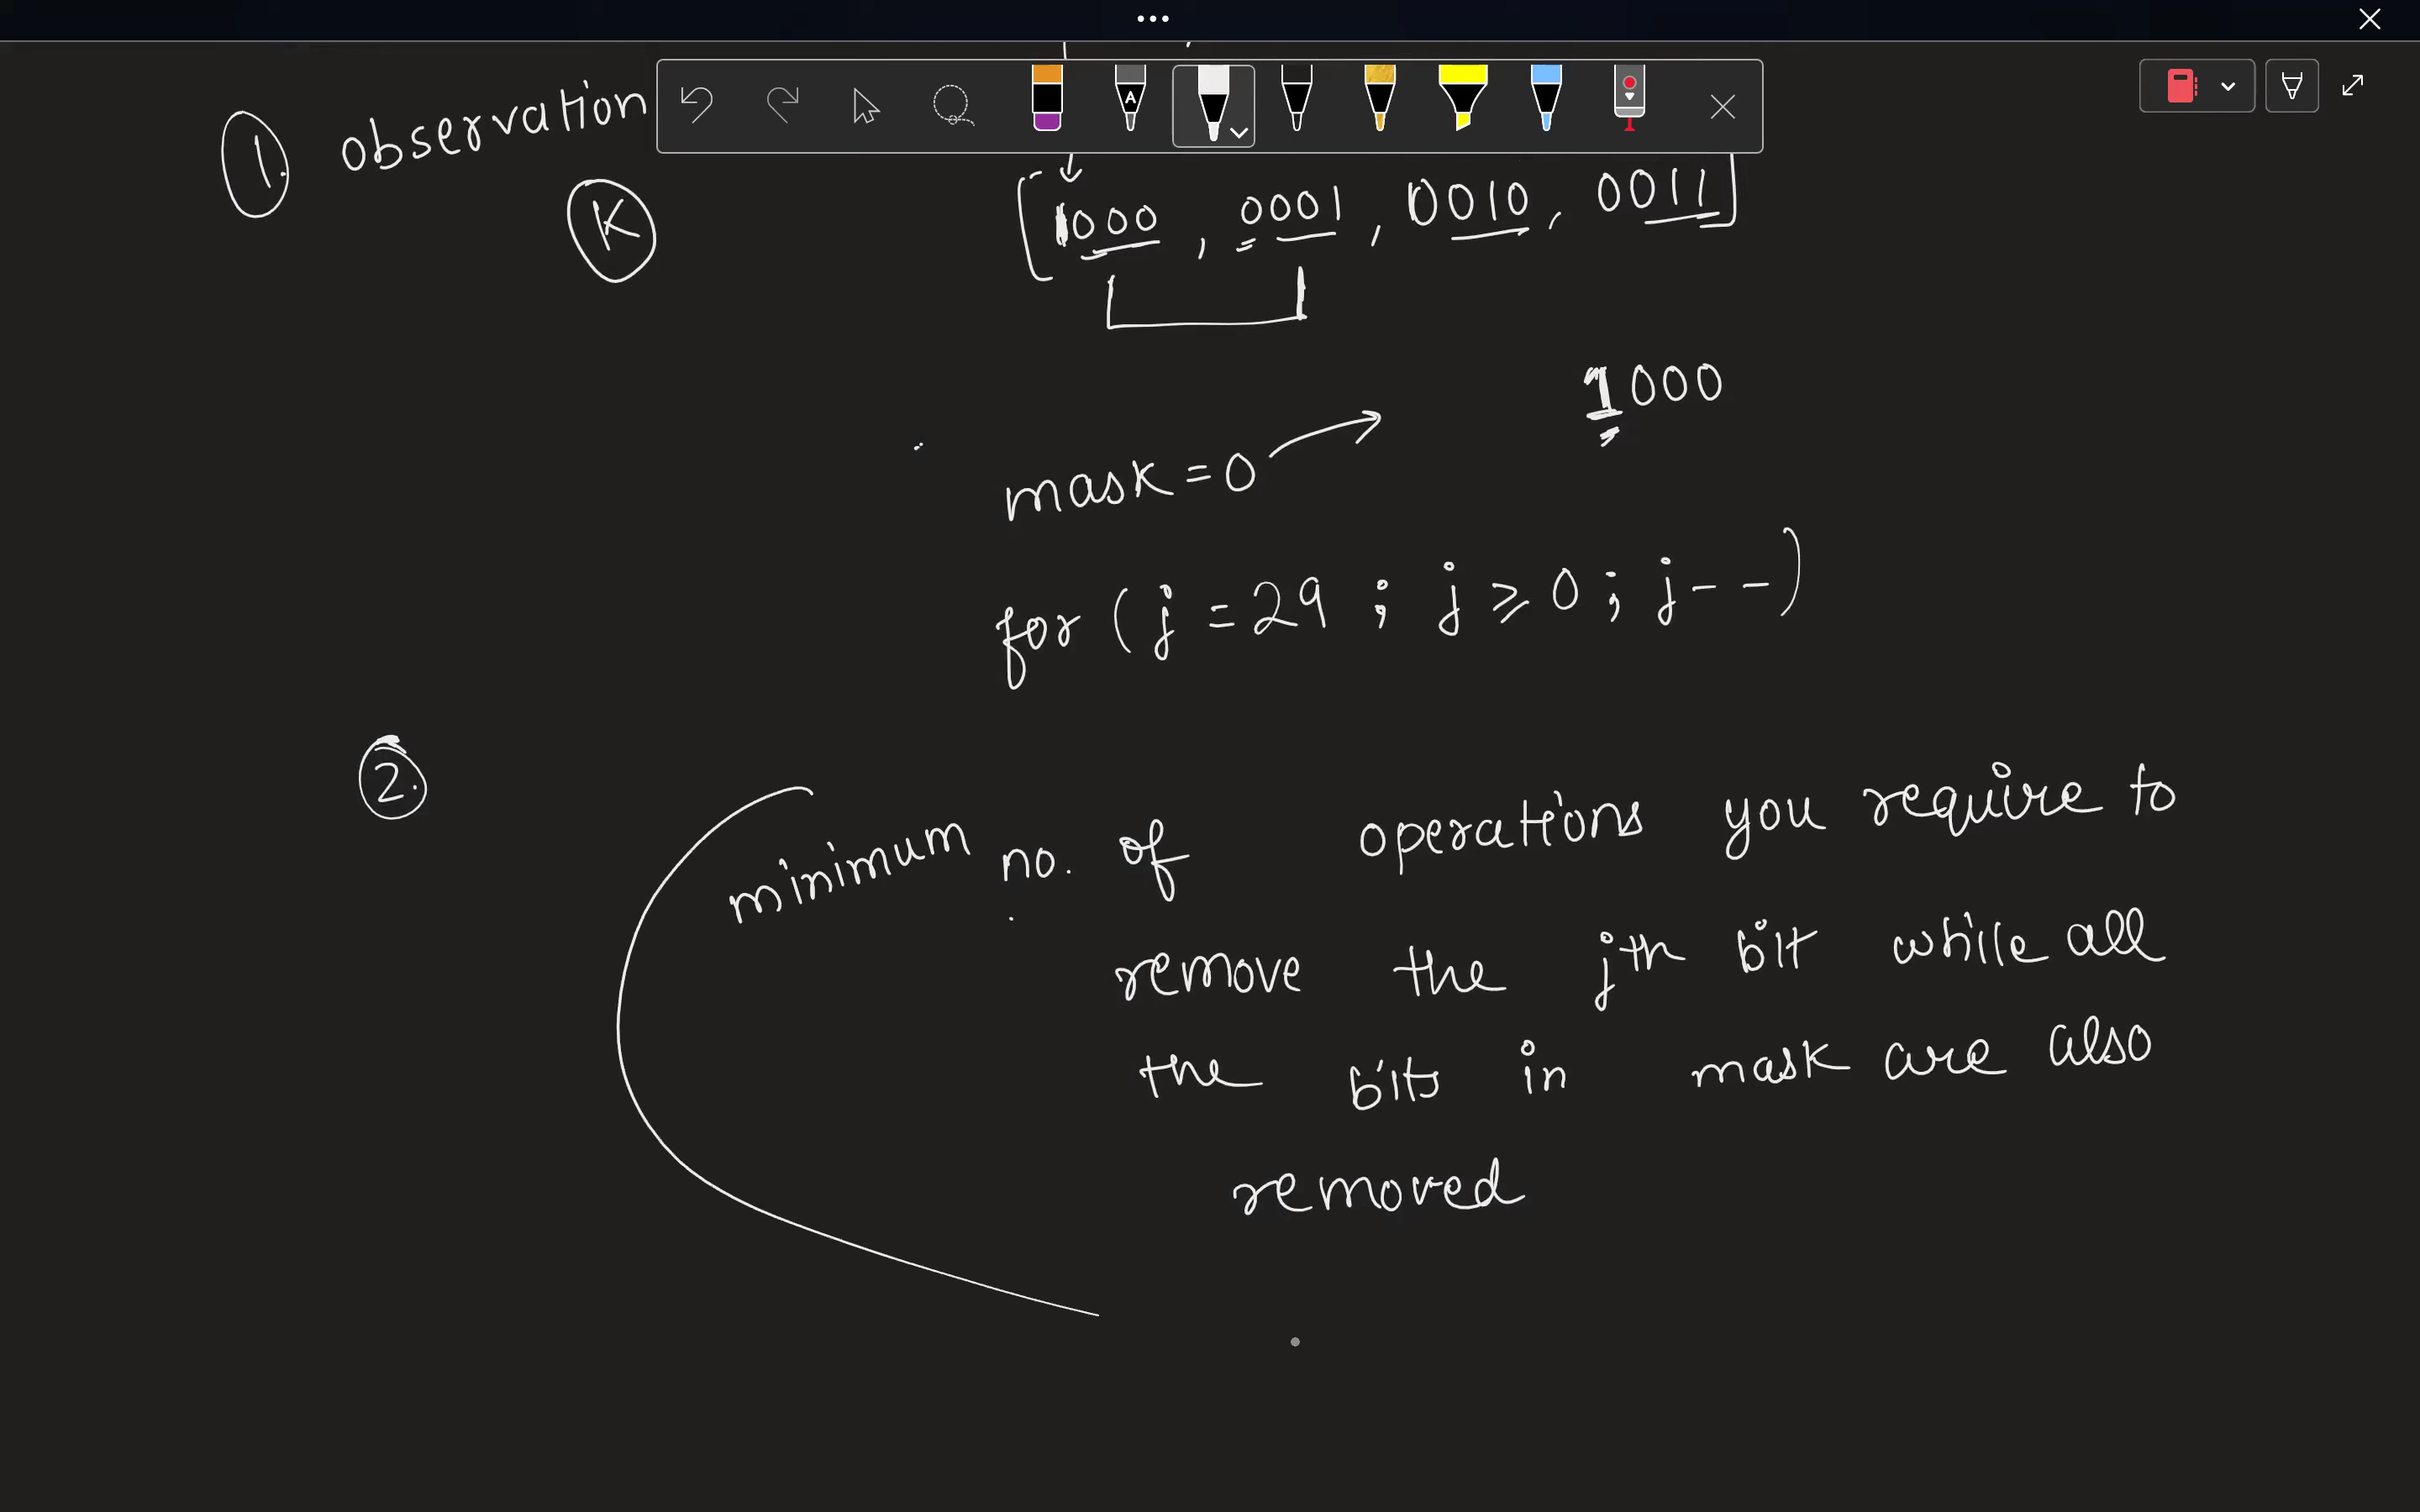 1. observation
K
[1000, 0001, 0010, 0011]
1000
mask = 0
for (j = 29 ; j ≥ 0 ; j - -)
2.
minimum no. of operations you require to
remove the jth bit while all
the bits in mask are also
removed